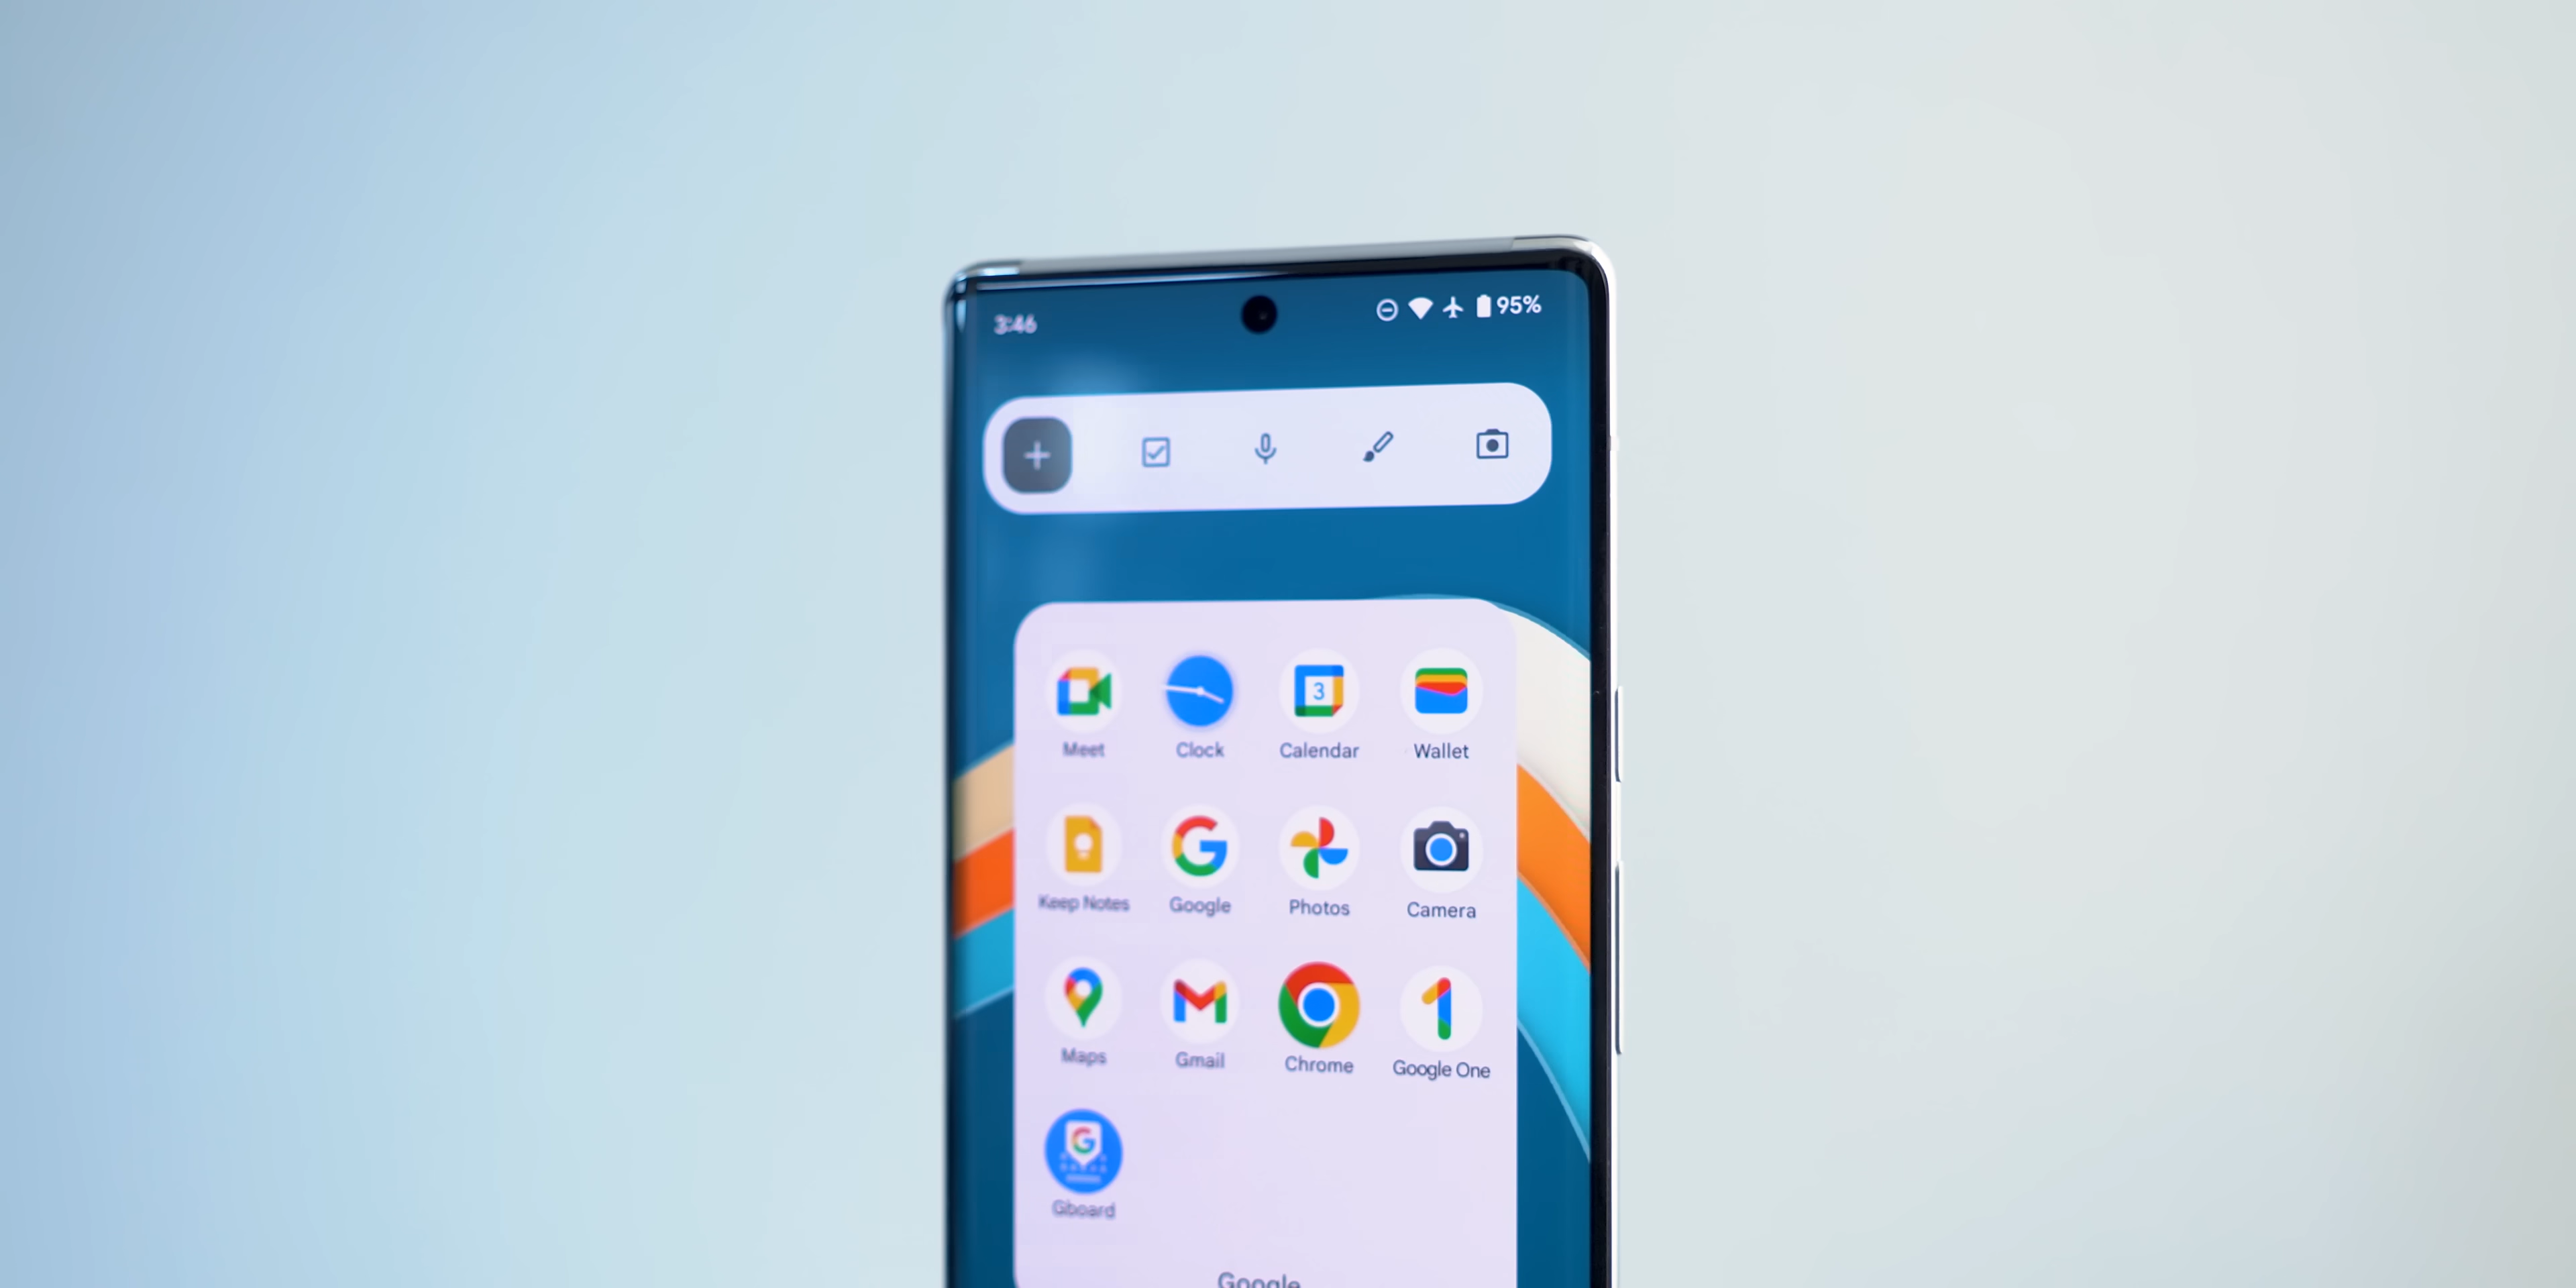 3:46 95%
Meet Clock Calendar Wallet
3
Keep Notes Google Photos Camera
Maps Gmail Chrome Google One
Gboard
Google